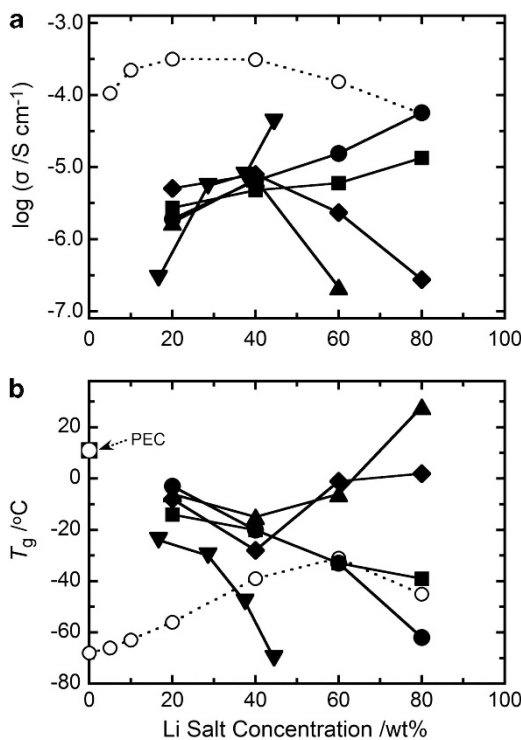 a
-3.0
-4.0
-5.0
-6.0
-7.0
log (σ /S cm⁻¹)
0 20 40 60 80 100
b
20
0
-20
-40
-60
-80
PEC
Tg /°C
0 20 40 60 80 100
Li Salt Concentration /wt%